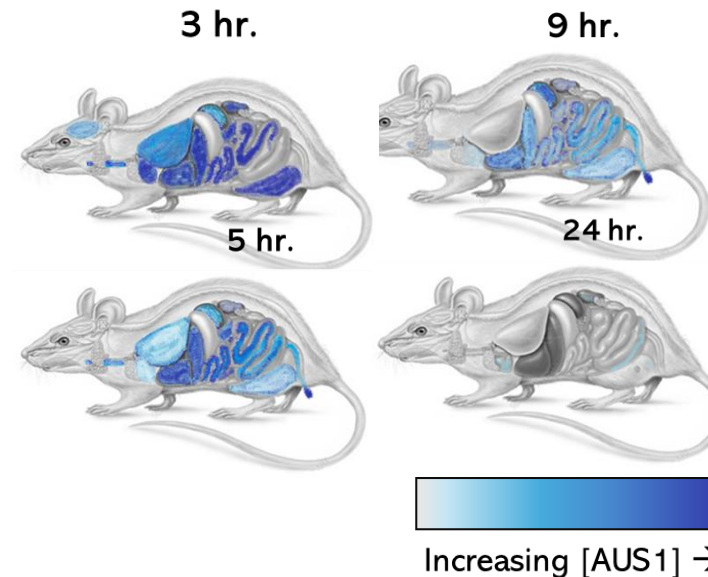 3 hr.
9 hr.
5 hr.
24 hr.
Increasing [AUS1] →